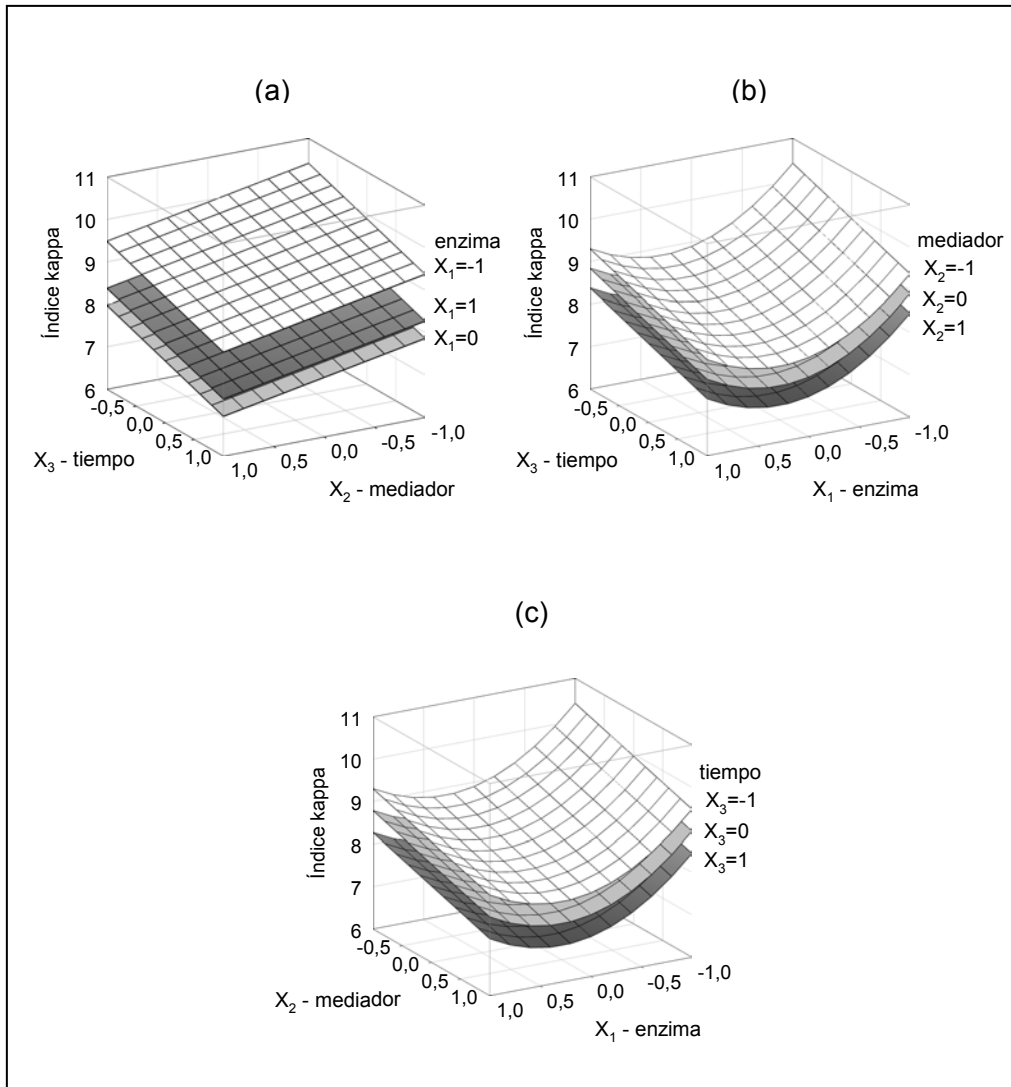 (a)
11
10
9
8
7
6
Índice kappa
-0,5
0,0
0,5
1,0
X3 - tiempo
1,0
0,5
0,0
-0,5
-1,0
X2 - mediador
enzima
X1=-1
X1=1
X1=0
(b)
11
10
9
8
7
6
Índice kappa
-0,5
0,0
0,5
1,0
X3 - tiempo
1,0
0,5
0,0
-0,5
-1,0
X1 - enzima
mediador
X2=-1
X2=0
X2=1
(c)
11
10
9
8
7
6
Índice kappa
-0,5
0,0
0,5
1,0
X2 - mediador
1,0
0,5
0,0
-0,5
-1,0
X1 - enzima
tiempo
X3=-1
X3=0
X3=1